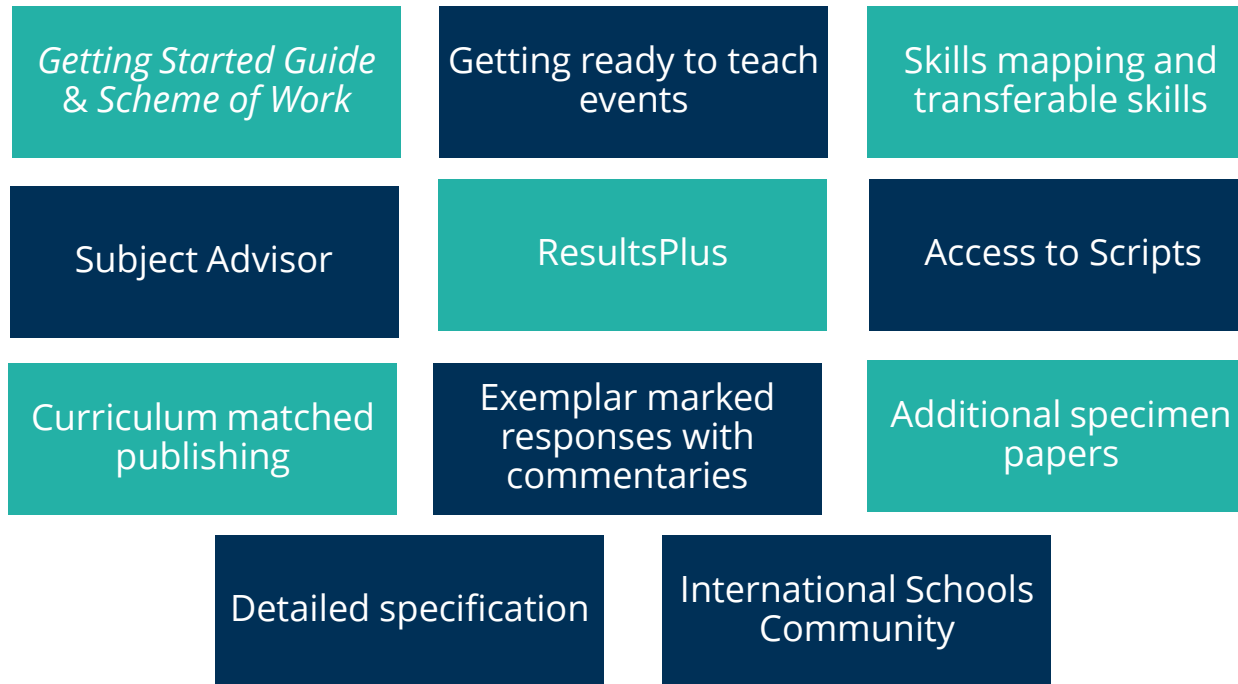 Getting Started Guide
& Scheme of Work
Getting ready to teach
events
Skills mapping and
transferable skills
Subject Advisor
ResultsPlus
Access to Scripts
Curriculum matched
publishing
Exemplar marked
responses with
commentaries
Additional specimen
papers
Detailed specification
International Schools
Community